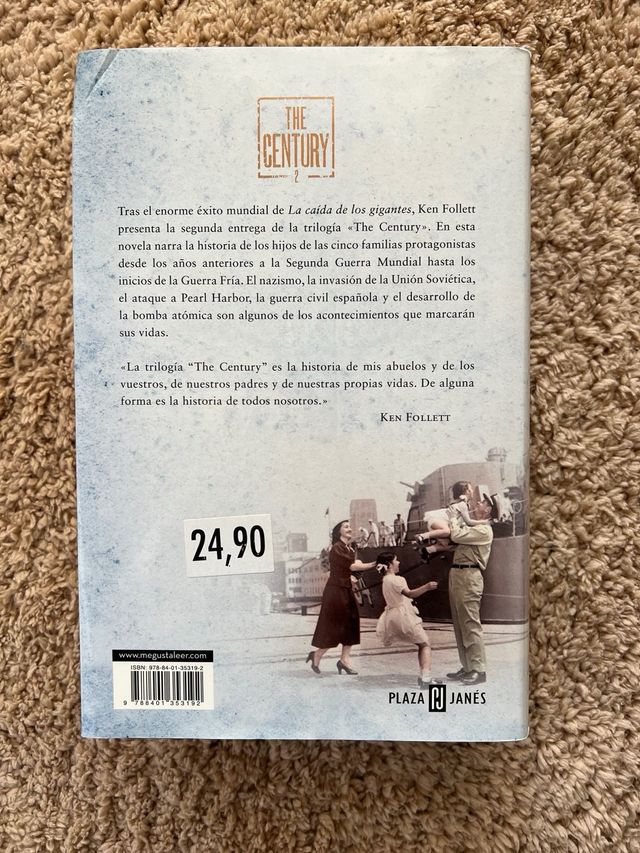 THE
CENTURY
2
Tras el enorme éxito mundial de La caída de los gigantes, Ken Follett
presenta la segunda entrega de la trilogía «The Century». En esta
novela narra la historia de los hijos de las cinco familias protagonistas
desde los años anteriores a la Segunda Guerra Mundial hasta los
inicios de la Guerra Fría. El nazismo, la invasión de la Unión Soviética,
el ataque a Pearl Harbor, la guerra civil española y el desarrollo de
la bomba atómica son algunos de los acontecimientos que marcarán
sus vidas.
«La trilogía “The Century” es la historia de mis abuelos y de los
vuestros, de nuestros padres y de nuestras propias vidas. De alguna
forma es la historia de todos nosotros.»
KEN FOLLETT
24,90
www.megustaleer.com
ISBN: 978-84-01-35319-2
9 788401 353192
PLAZA JANÉS